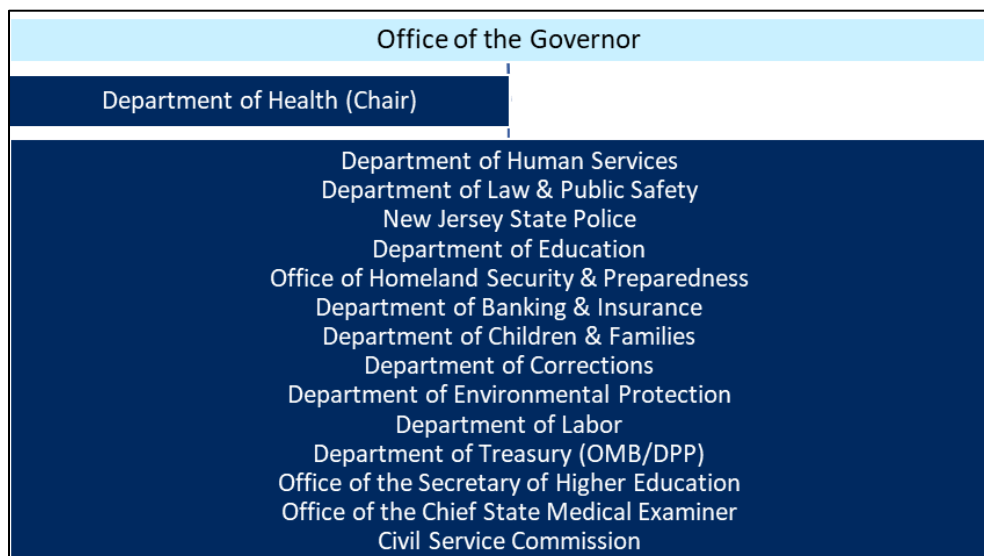 Office of the Governor
Department of Health (Chair)
Department of Human Services
Department of Law & Public Safety
New Jersey State Police
Department of Education
Office of Homeland Security & Preparedness
Department of Banking & Insurance
Department of Children & Families
Department of Corrections
Department of Environmental Protection
Department of Labor
Department of Treasury (OMB/DPP)
Office of the Secretary of Higher Education
Office of the Chief State Medical Examiner
Civil Service Commission